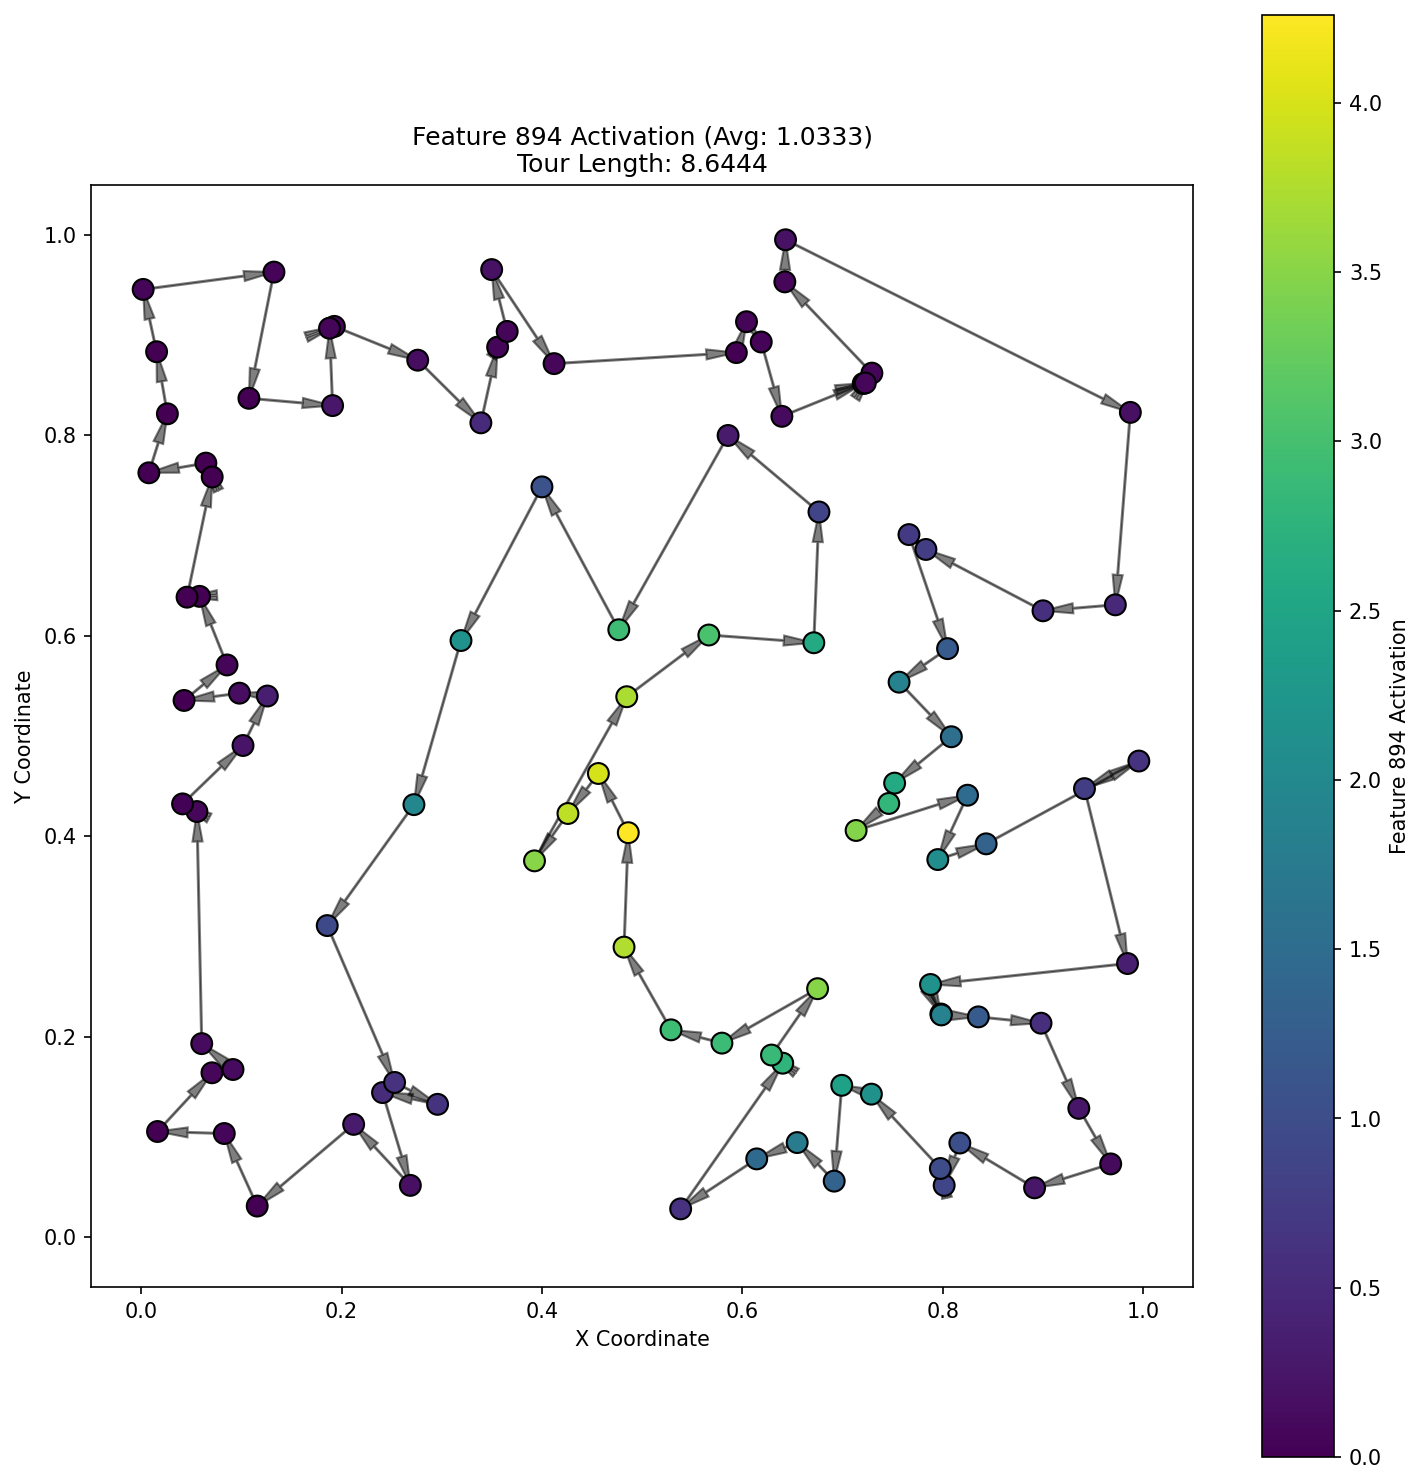 Feature 894 Activation (Avg: 1.0333)
Tour Length: 8.6444
Y Coordinate
1.0
0.8
0.6
0.4
0.2
0.0
0.0 0.2 0.4 0.6 0.8 1.0
X Coordinate
4.0
3.5
3.0
2.5
2.0
1.5
1.0
0.5
0.0
Feature 894 Activation